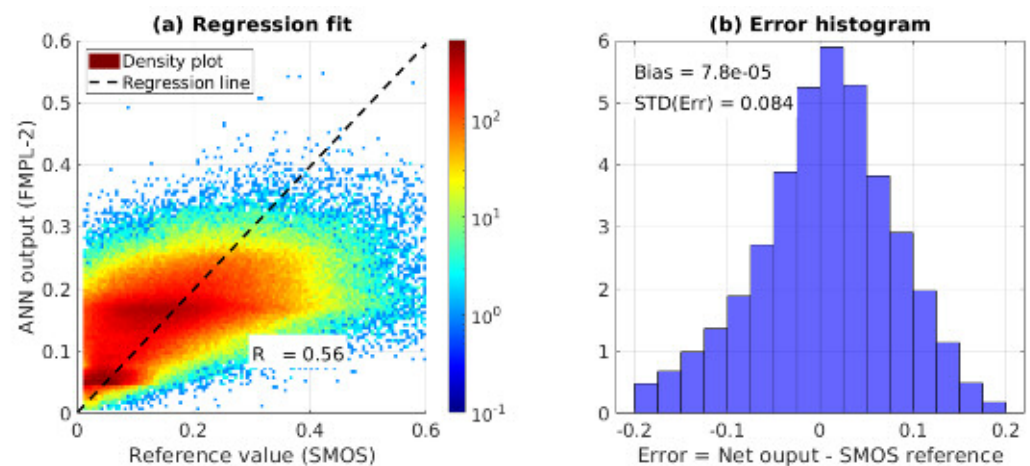 (a) Regression fit
0.6
0.5
0.4
0.3
0.2
0.1
0
ANN output (FMPL-2)
Density plot
Regression line
R = 0.56
0 0.2 0.4 0.6
Reference value (SMOS)
10^2
10^1
10^0
10^-1
(b) Error histogram
6
5
4
3
2
1
0
Bias = 7.8e-05
STD(Err) = 0.084
-0.2 -0.1 0 0.1 0.2
Error = Net ouput - SMOS reference